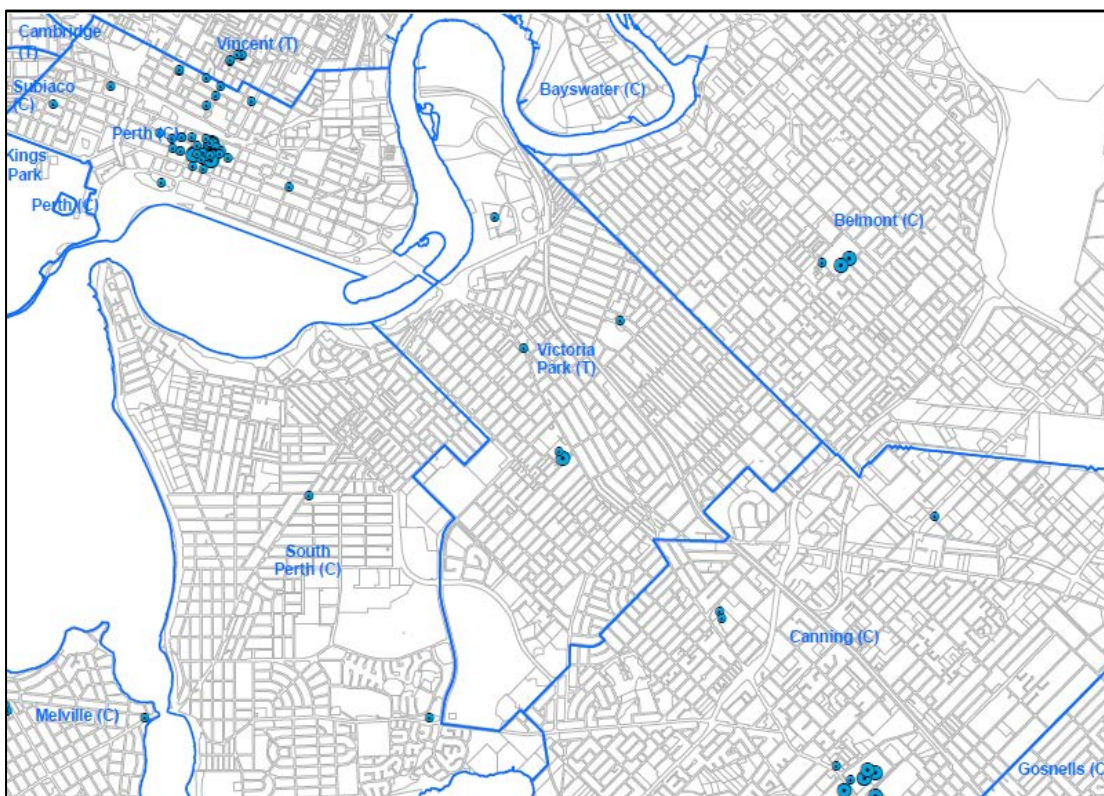 Cambridge
(T)
Vincent (T)
Subiaco
(C)
Bayswater (C)
Perth (C)
Kings
Park
Perth (C)
Belmont (C)
Victoria
Park (T)
South
Perth (C)
Canning (C)
Melville (C)
Gosnells (C